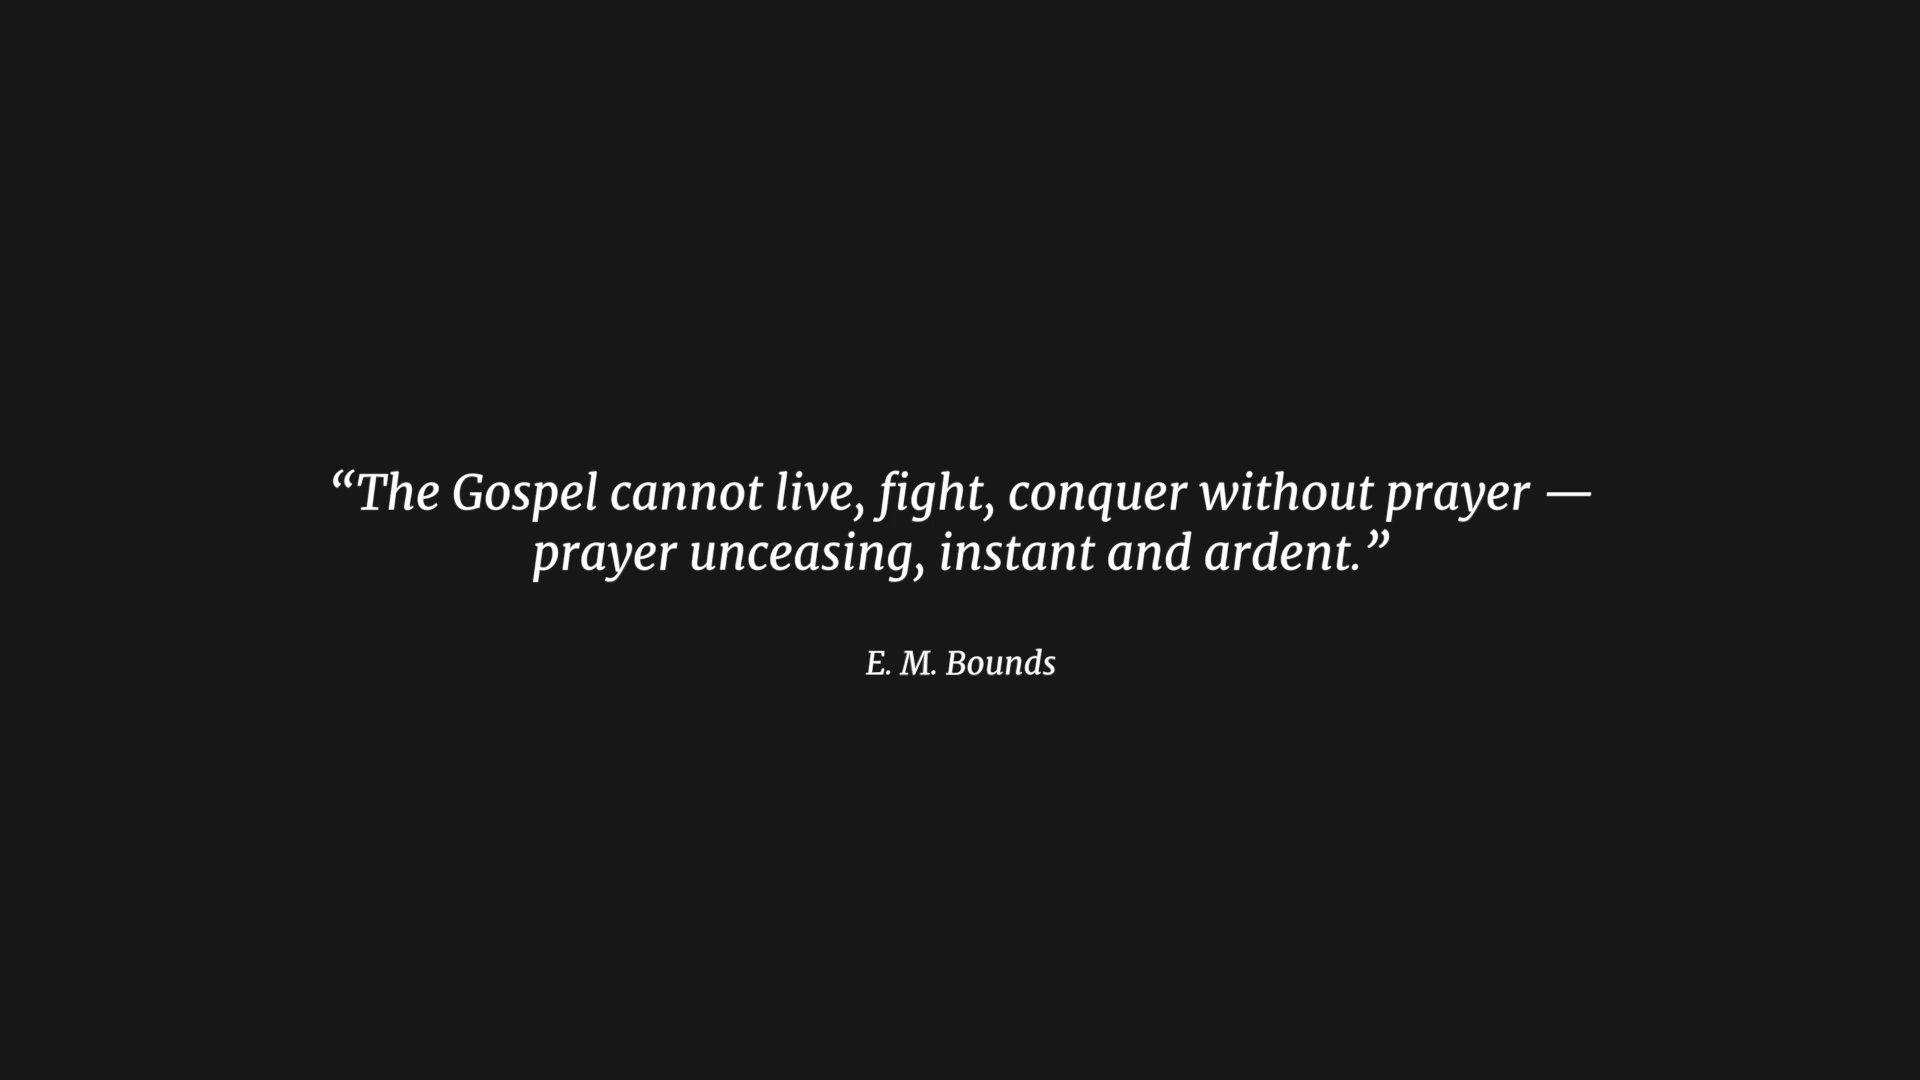 “The Gospel cannot live, fight, conquer without prayer —
prayer unceasing, instant and ardent.”
E. M. Bounds